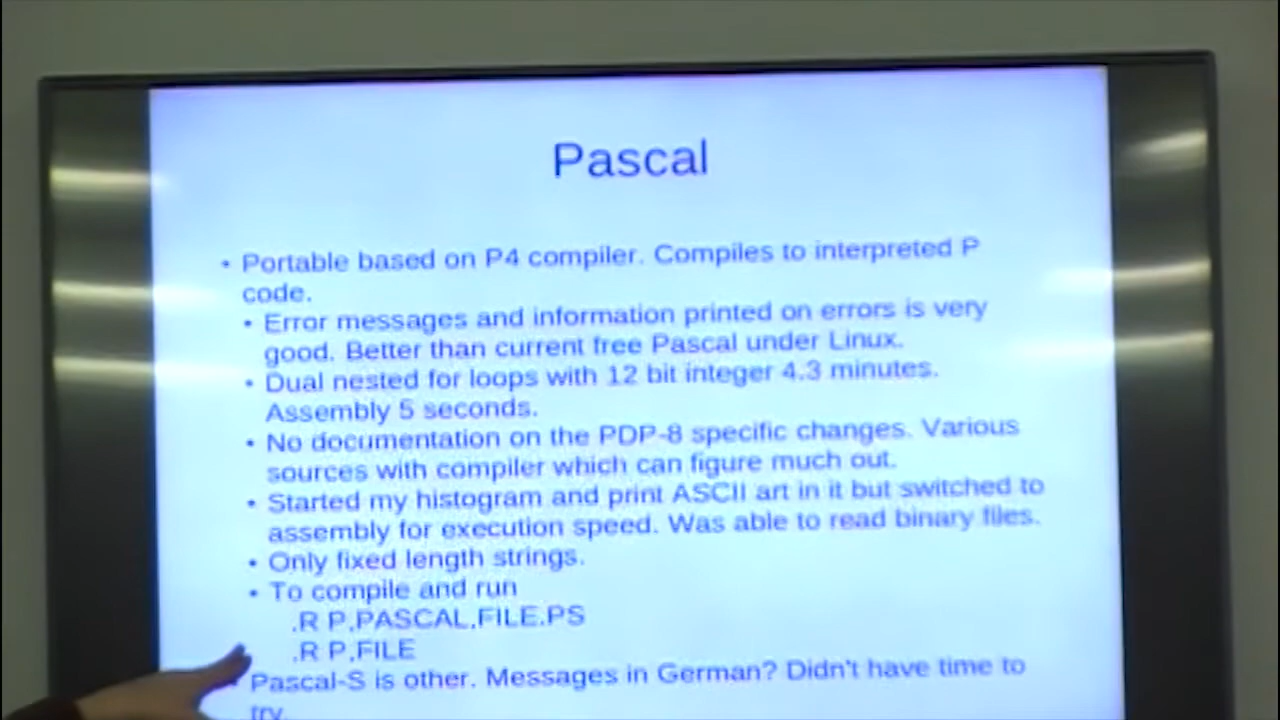 Pascal
• Portable based on P4 compiler. Compiles to interpreted P
code.
• Error messages and information printed on errors is very
good. Better than current free Pascal under Linux.
• Dual nested for loops with 12 bit integer 4.3 minutes.
Assembly 5 seconds.
• No documentation on the PDP-8 specific changes. Various
sources with compiler which can figure much out.
• Started my histogram and print ASCII art in it but switched to
assembly for execution speed. Was able to read binary files.
• Only fixed length strings.
• To compile and run
.R P,PASCAL,FILE.PS
.R P,FILE
Pascal-S is other. Messages in German? Didn't have time to
try.